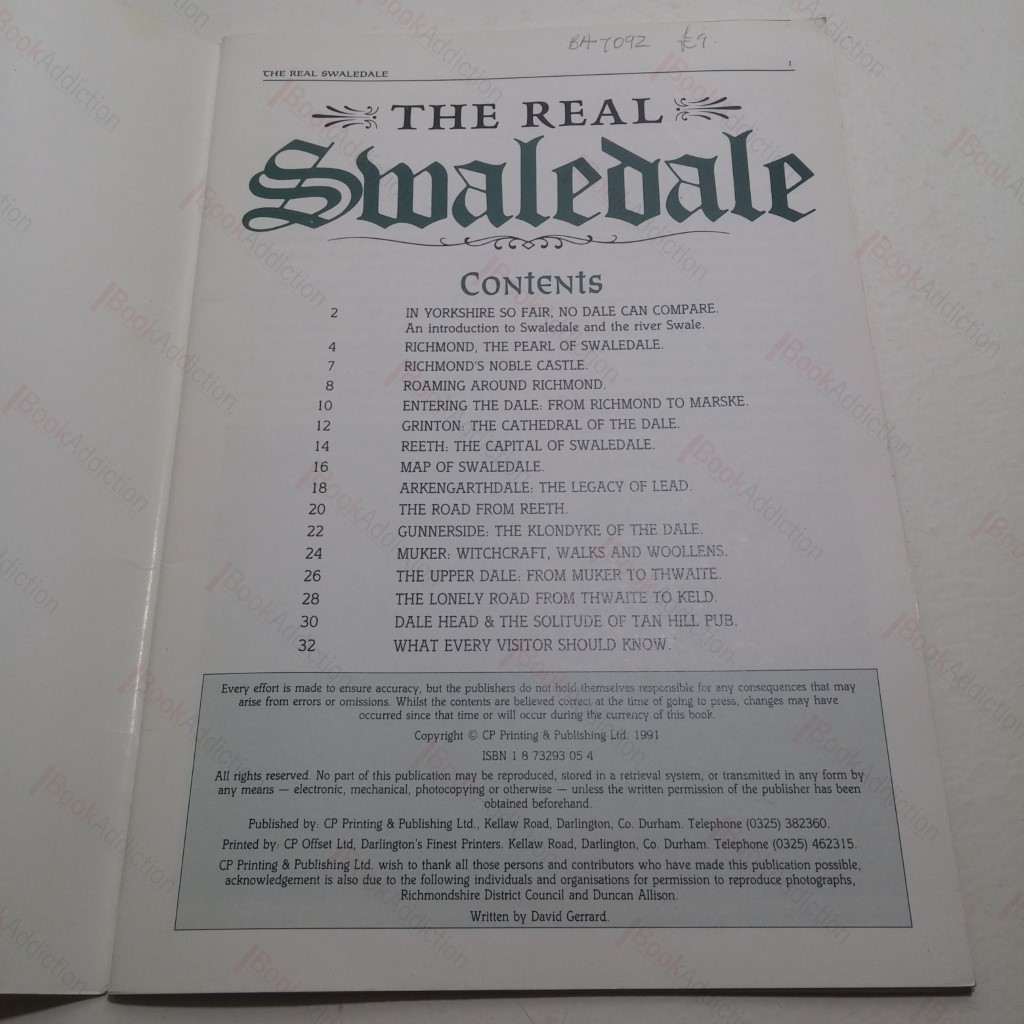 BA 7092 £9.
THE REAL SWALEDALE 1
THE REAL
Swaledale
CONTENTS
2 IN YORKSHIRE SO FAIR, NO DALE CAN COMPARE.
An introduction to Swaledale and the river Swale.
4 RICHMOND, THE PEARL OF SWALEDALE.
7 RICHMOND'S NOBLE CASTLE.
8 ROAMING AROUND RICHMOND.
10 ENTERING THE DALE: FROM RICHMOND TO MARSKE.
12 GRINTON: THE CATHEDRAL OF THE DALE.
14 REETH: THE CAPITAL OF SWALEDALE.
16 MAP OF SWALEDALE.
18 ARKENGARTHDALE: THE LEGACY OF LEAD.
20 THE ROAD FROM REETH.
22 GUNNERSIDE: THE KLONDYKE OF THE DALE.
24 MUKER: WITCHCRAFT, WALKS AND WOOLLENS.
26 THE UPPER DALE: FROM MUKER TO THWAITE.
28 THE LONELY ROAD FROM THWAITE TO KELD.
30 DALE HEAD & THE SOLITUDE OF TAN HILL PUB.
32 WHAT EVERY VISITOR SHOULD KNOW.
Every effort is made to ensure accuracy, but the publishers do not hold themselves responsible for any consequences that may
arise from errors or omissions. Whilst the contents are believed correct at the time of going to press, changes may have
occurred since that time or will occur during the currency of this book.
Copyright © CP Printing & Publishing Ltd. 1991
ISBN 1 8 73293 05 4
All rights reserved. No part of this publication may be reproduced, stored in a retrieval system, or transmitted in any form by
any means — electronic, mechanical, photocopying or otherwise — unless the written permission of the publisher has been
obtained beforehand.
Published by: CP Printing & Publishing Ltd., Kellaw Road, Darlington, Co. Durham. Telephone (0325) 382360.
Printed by: CP Offset Ltd, Darlington's Finest Printers. Kellaw Road, Darlington, Co. Durham. Telephone (0325) 462315.
CP Printing & Publishing Ltd. wish to thank all those persons and contributors who have made this publication possible,
acknowledgement is also due to the following individuals and organisations for permission to reproduce photographs,
Richmondshire District Council and Duncan Allison.
Written by David Gerrard.
BookAddiction